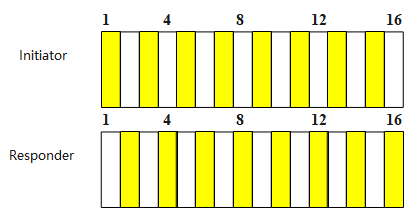 1 4 8 12 16
Initiator
1 4 8 12 16
Responder